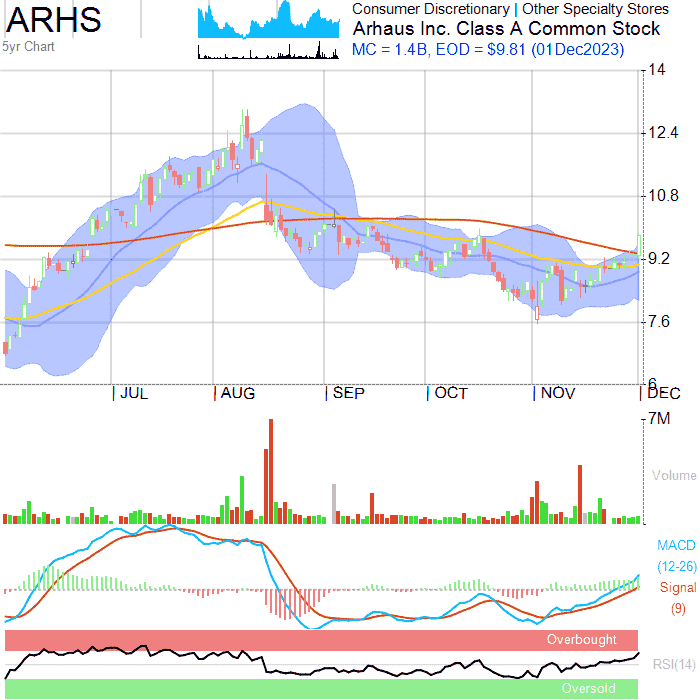 ARHS
5yr Chart
Consumer Discretionary | Other Specialty Stores
Arhaus Inc. Class A Common Stock
MC = 1.4B, EOD = $9.81 (01Dec2023)
14
12.4
10.8
9.2
7.6
6
JUL
AUG
SEP
OCT
NOV
DEC
7M
Volume
MACD
(12-26)
Signal
(9)
Overbought
RSI(14)
Oversold